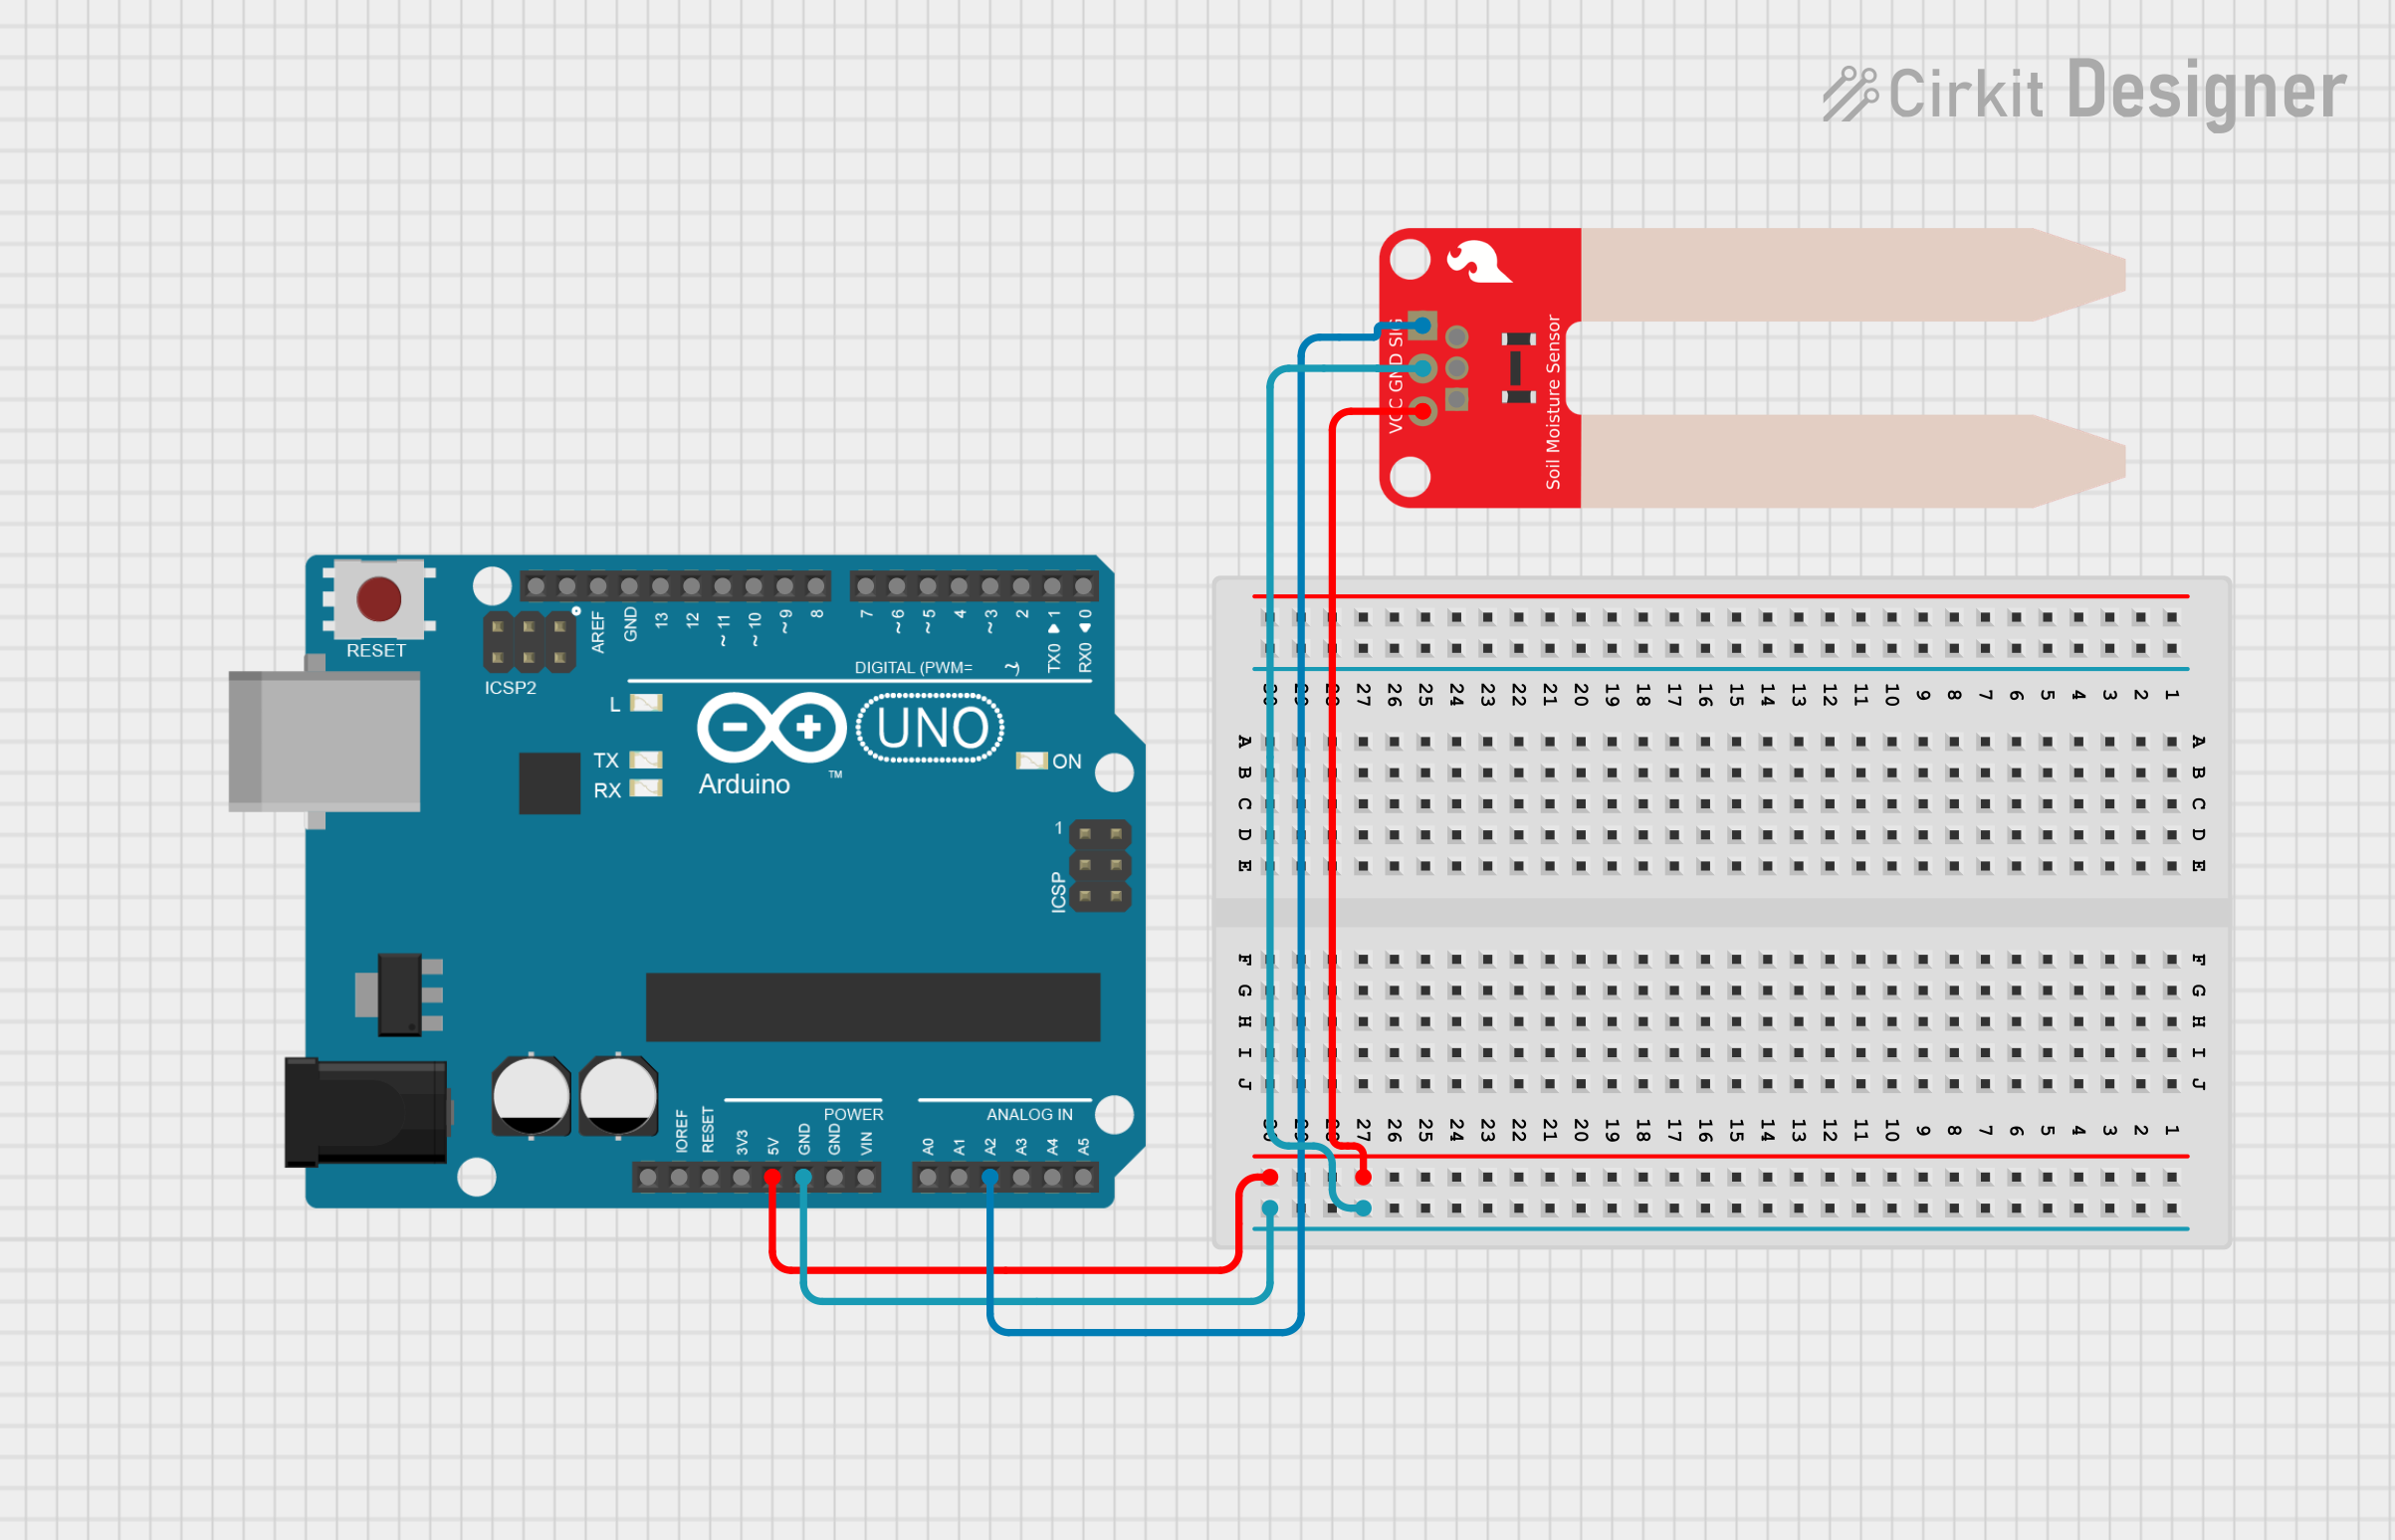 Cirkit Designer
VCC GND SIG
Soil Moisture Sensor
RESET
ICSP2
AREF
GND
13
12
~ 11
~ 10
~ 9
8
7
~ 6
~ 5
4
~ 3
2
TX0 ▶ 1
RX0 ◀ 0
DIGITAL (PWM= ~)
L
TX
RX
Arduino
™
UNO
ON
1
ICSP
POWER
ANALOG IN
IOREF
RESET
3V3
5V
GND
GND
VIN
A0
A1
A2
A3
A4
A5
30 29 28 27 26 25 24 23 22 21 20 19 18 17 16 15 14 13 12 11 10 9 8 7 6 5 4 3 2 1
A A
B B
C C
D D
E E
F F
G G
H H
I I
J J
30 29 28 27 26 25 24 23 22 21 20 19 18 17 16 15 14 13 12 11 10 9 8 7 6 5 4 3 2 1